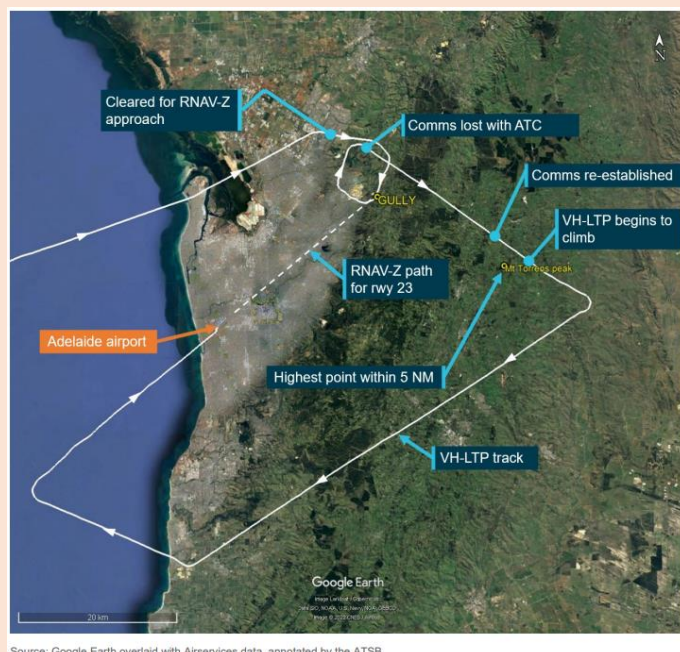 N
Cleared for RNAV-Z
approach
Comms lost with ATC
Comms re-established
GULLY
VH-LTP begins to
climb
Mt Torrens peak
RNAV-Z path
for rwy 23
Adelaide airport
Highest point within 5 NM
VH-LTP track
Google Earth
20 km
Source: Google Earth overlaid with Airservices data, annotated by the ATSB